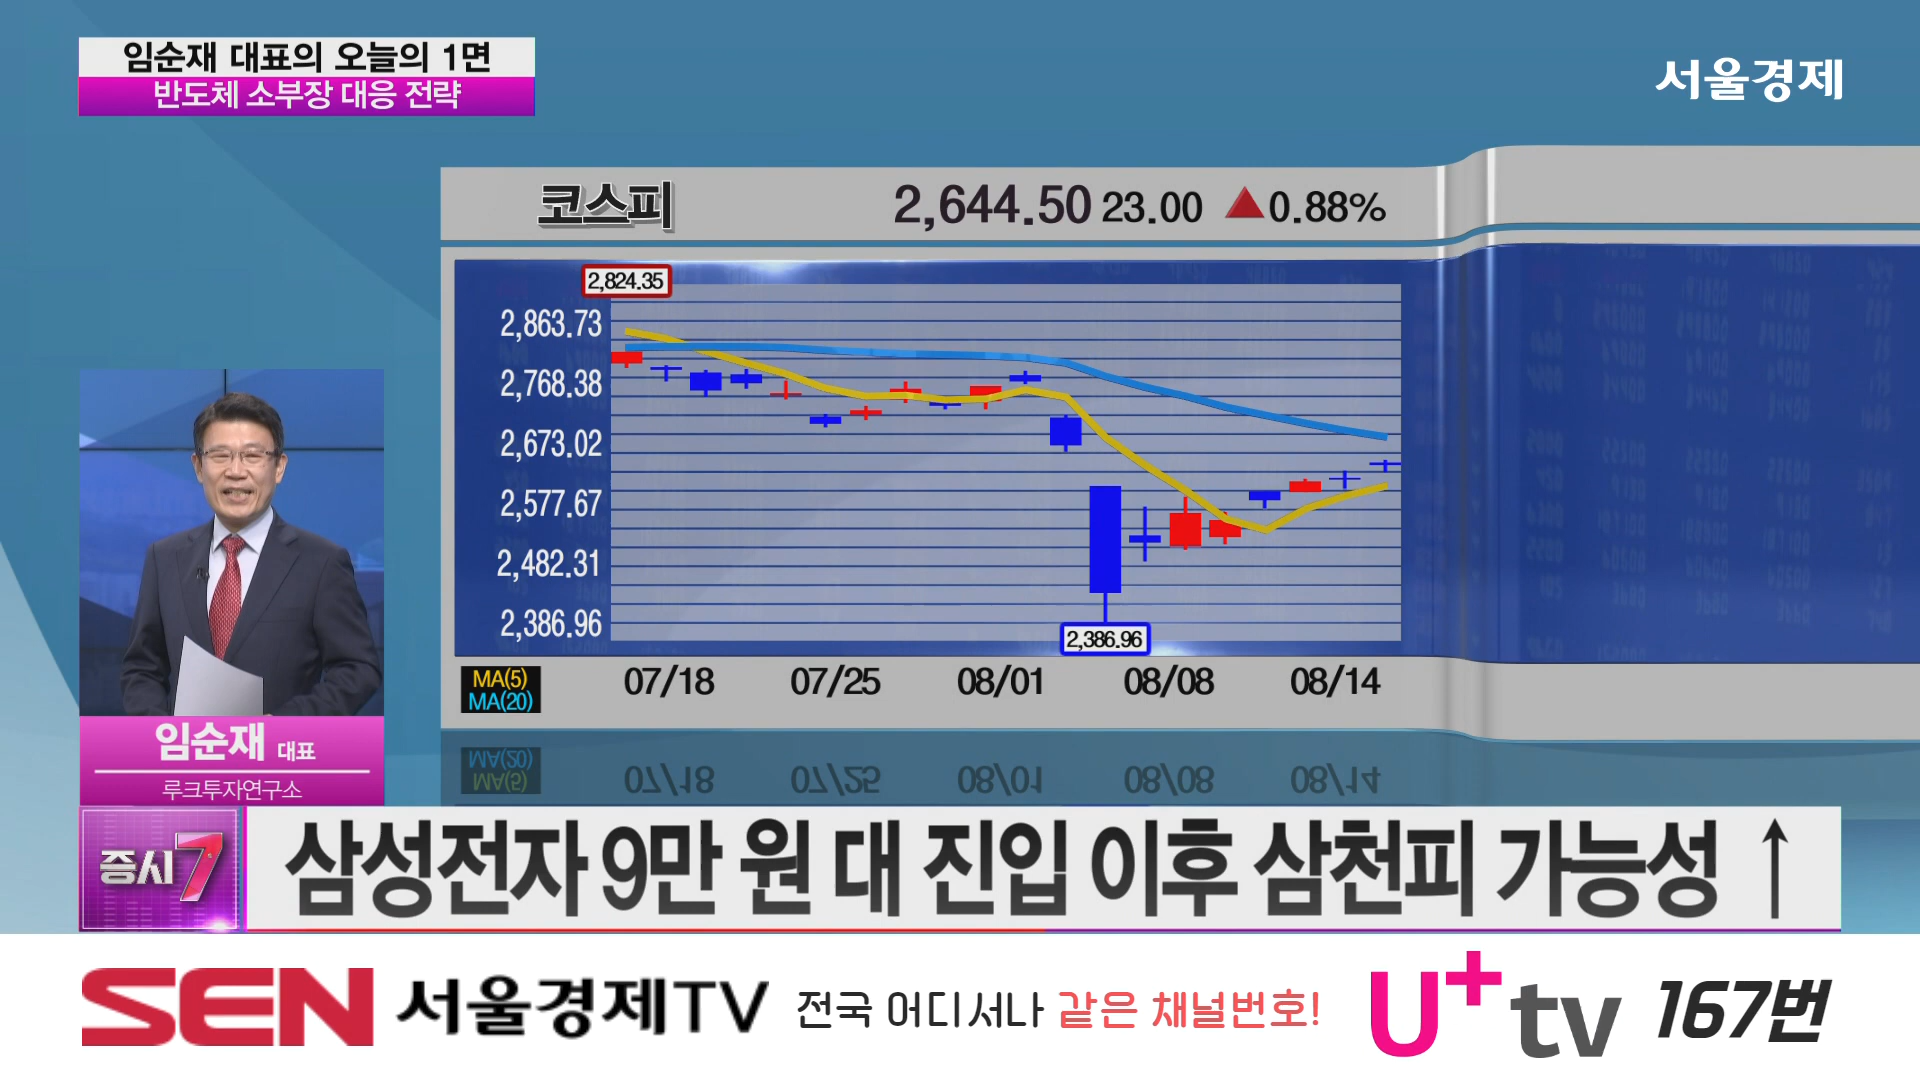 임순재 대표의 오늘의 1면
반도체 소부장 대응 전략
서울경제
코스피 2,644.50 23.00 ▲0.88%
2,824.35
2,863.73
2,768.38
2,673.02
2,577.67
2,482.31
2,386.96
2,386.96
MA(5)
MA(20)
07/18 07/25 08/01 08/08 08/14
임순재 대표
루크투자연구소
증시7
삼성전자 9만 원 대 진입 이후 삼천피 가능성 ↑
SEN 서울경제TV 전국 어디서나 같은 채널번호! U+tv 167번